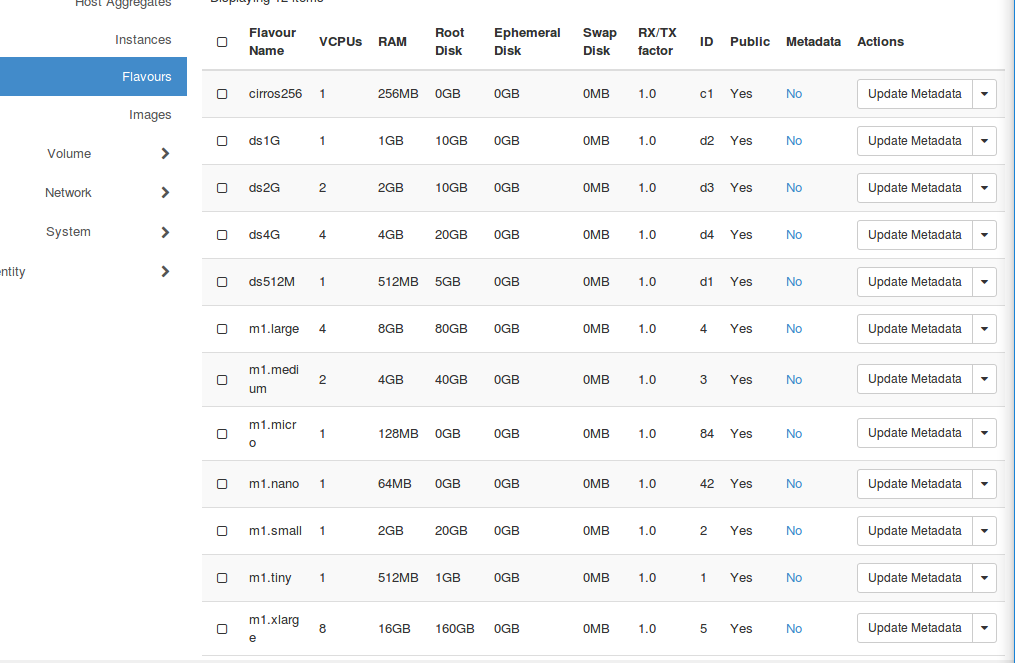 Host Aggregates
Instances
Flavours
Images
Volume
Network
System
entity
Displaying 12 items
Flavour Name VCPUs RAM Root Disk Ephemeral Disk Swap Disk RX/TX factor ID Public Metadata Actions
cirros256 1 256MB 0GB 0GB 0MB 1.0 c1 Yes No Update Metadata
ds1G 1 1GB 10GB 0GB 0MB 1.0 d2 Yes No Update Metadata
ds2G 2 2GB 10GB 0GB 0MB 1.0 d3 Yes No Update Metadata
ds4G 4 4GB 20GB 0GB 0MB 1.0 d4 Yes No Update Metadata
ds512M 1 512MB 5GB 0GB 0MB 1.0 d1 Yes No Update Metadata
m1.large 4 8GB 80GB 0GB 0MB 1.0 4 Yes No Update Metadata
m1.medi
um 2 4GB 40GB 0GB 0MB 1.0 3 Yes No Update Metadata
m1.micr
o 1 128MB 0GB 0GB 0MB 1.0 84 Yes No Update Metadata
m1.nano 1 64MB 0GB 0GB 0MB 1.0 42 Yes No Update Metadata
m1.small 1 2GB 20GB 0GB 0MB 1.0 2 Yes No Update Metadata
m1.tiny 1 512MB 1GB 0GB 0MB 1.0 1 Yes No Update Metadata
m1.xlarg
e 8 16GB 160GB 0GB 0MB 1.0 5 Yes No Update Metadata